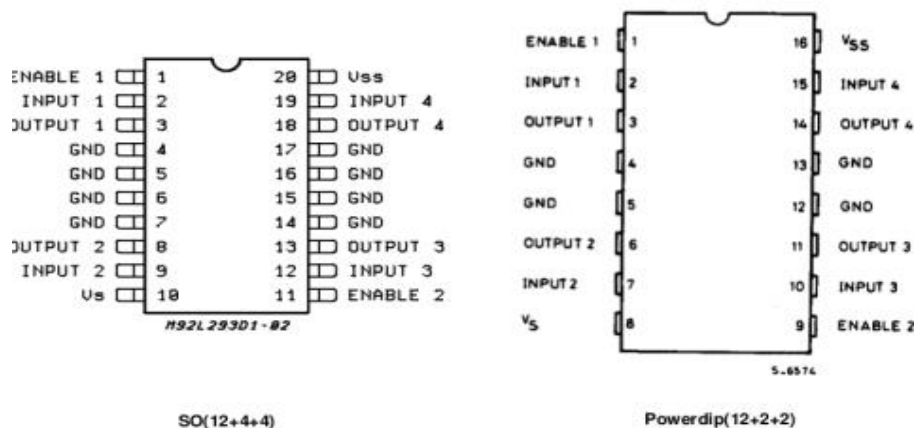 ENABLE 1 1 20 Vss
INPUT 1 2 19 INPUT 4
OUTPUT 1 3 18 OUTPUT 4
GND 4 17 GND
GND 5 16 GND
GND 6 15 GND
GND 7 14 GND
OUTPUT 2 8 13 OUTPUT 3
INPUT 2 9 12 INPUT 3
Vs 10 11 ENABLE 2
M92L293D1-02
SO(12+4+4)
ENABLE 1 1 16 VSS
INPUT 1 2 15 INPUT 4
OUTPUT 1 3 14 OUTPUT 4
GND 4 13 GND
GND 5 12 GND
OUTPUT 2 6 11 OUTPUT 3
INPUT 2 7 10 INPUT 3
VS 8 9 ENABLE 2
S-6574
Powerdip(12+2+2)